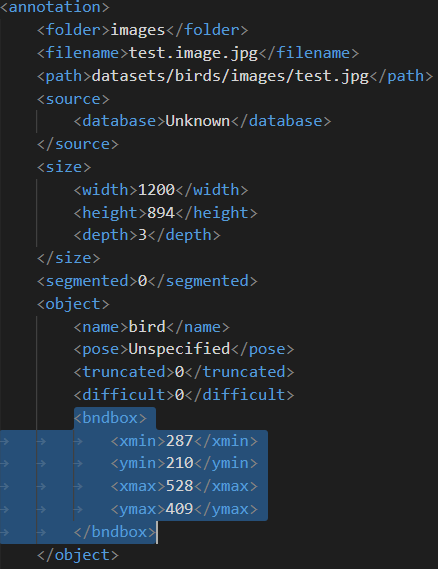 <annotation>
<folder>images</folder>
<filename>test.image.jpg</filename>
<path>datasets/birds/images/test.jpg</path>
<source>
<database>Unknown</database>
</source>
<size>
<width>1200</width>
<height>894</height>
<depth>3</depth>
</size>
<segmented>0</segmented>
<object>
<name>bird</name>
<pose>Unspecified</pose>
<truncated>0</truncated>
<difficult>0</difficult>
<bndbox>
<xmin>287</xmin>
<ymin>210</ymin>
<xmax>528</xmax>
<ymax>409</ymax>
</bndbox>
</object>